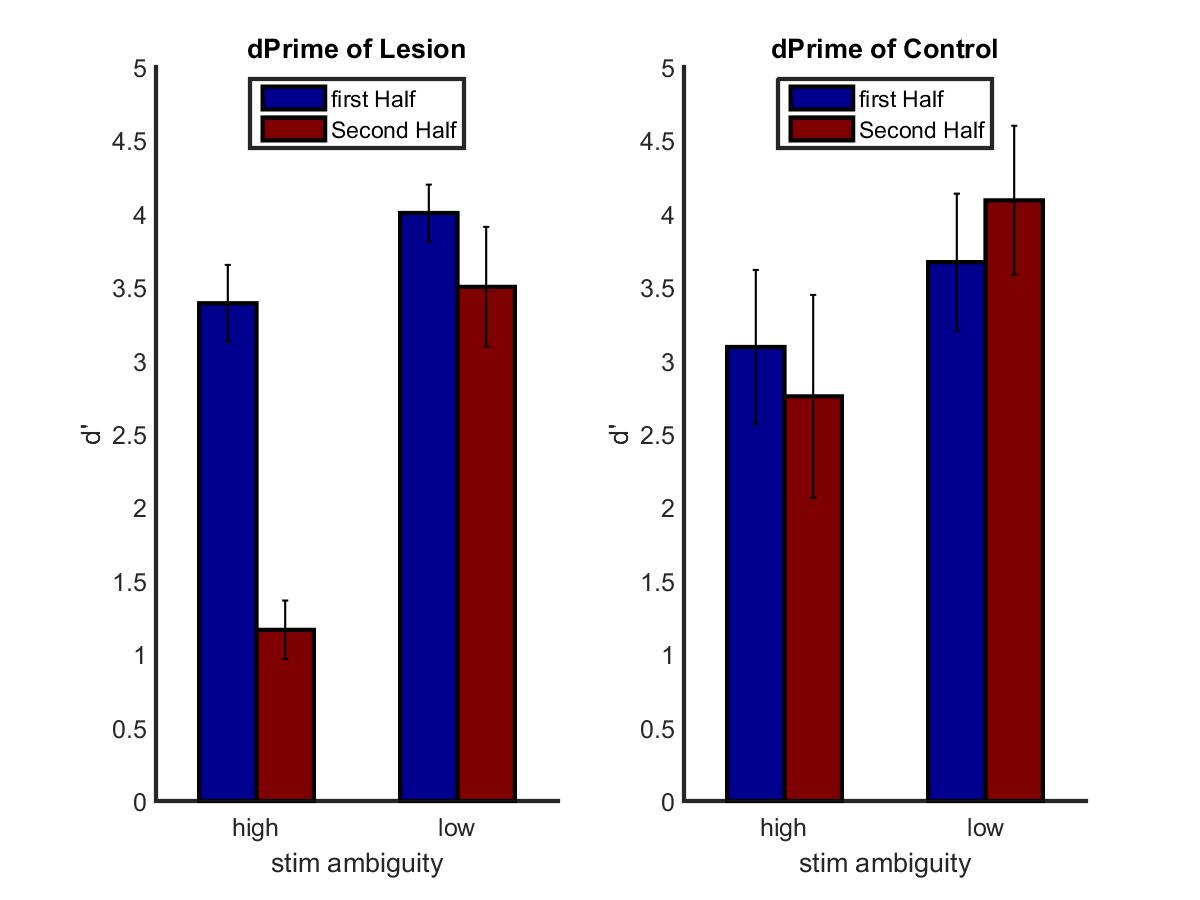 dPrime of Lesion
5
first Half
Second Half
4.5
4
3.5
3
d'
2.5
2
1.5
1
0.5
0
high
low
stim ambiguity
dPrime of Control
5
first Half
Second Half
4.5
4
3.5
3
d'
2.5
2
1.5
1
0.5
0
high
low
stim ambiguity